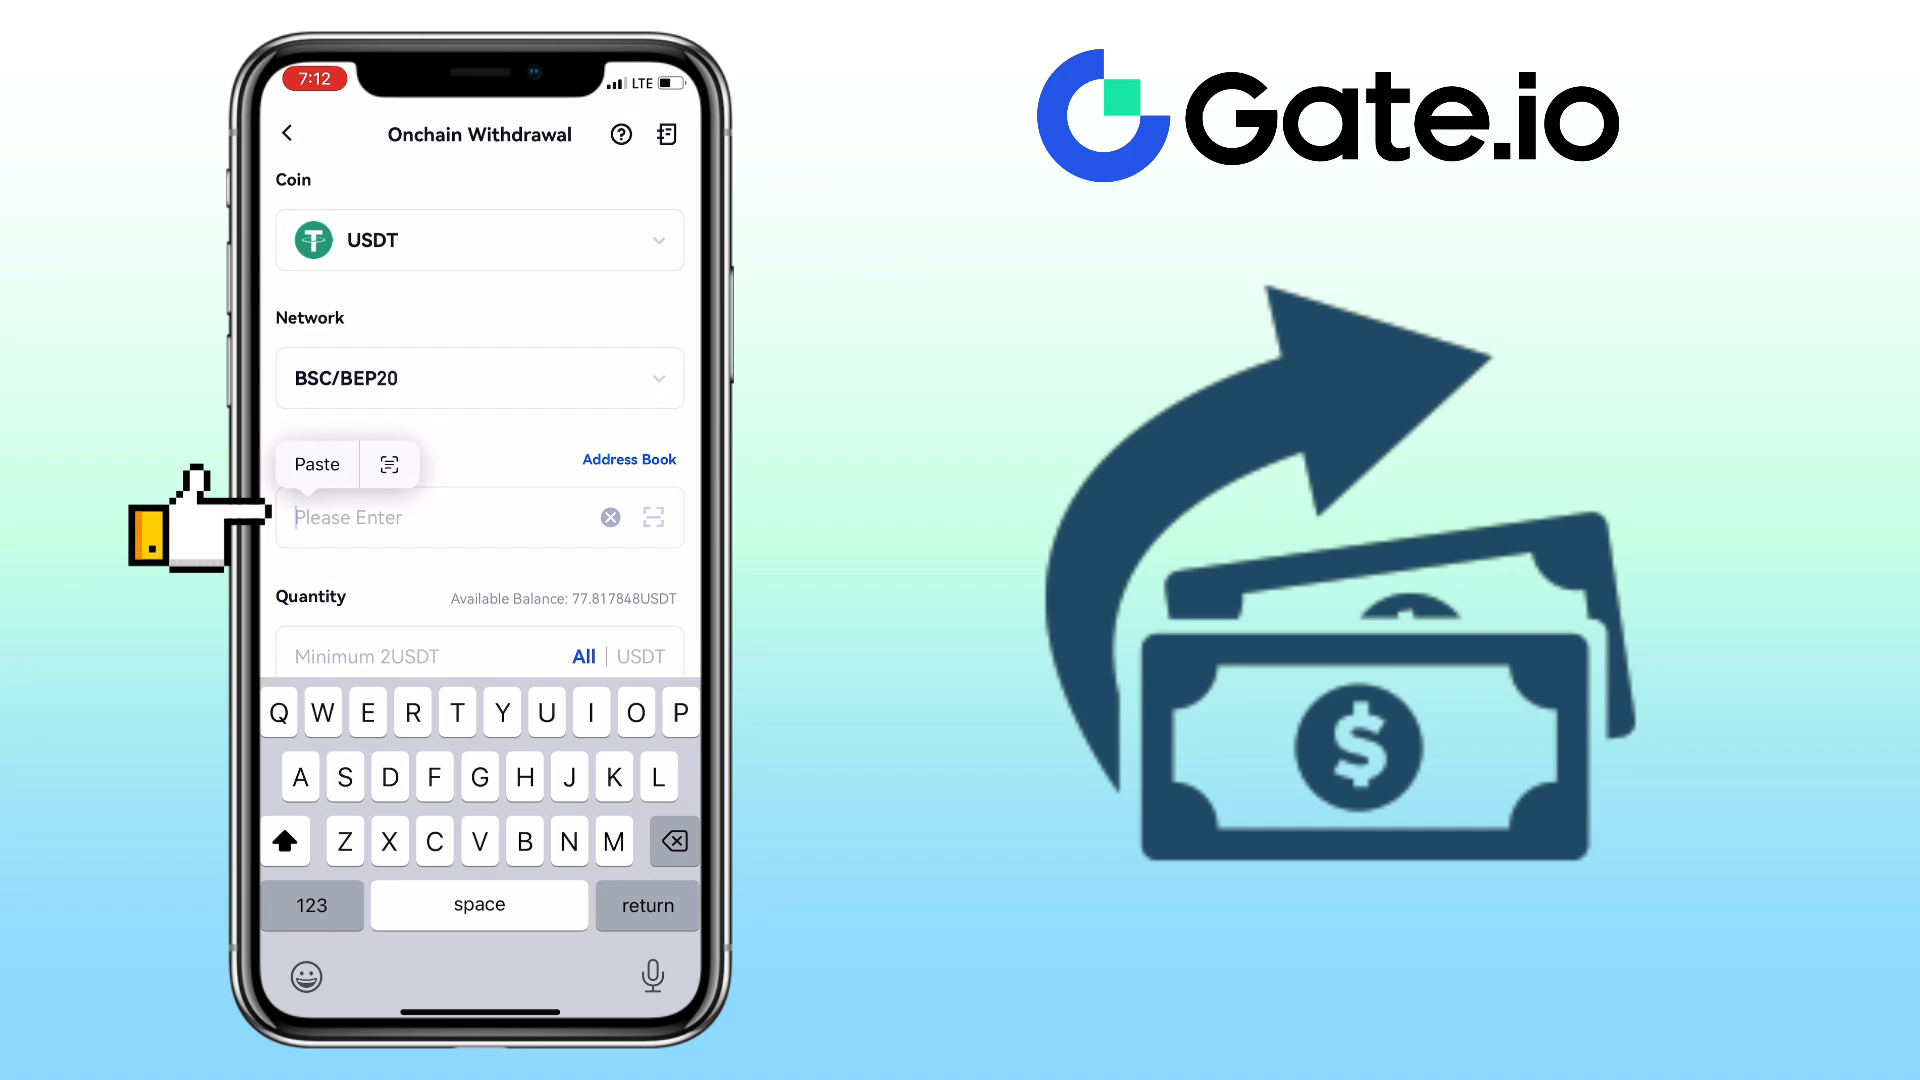 7:12
LTE
Onchain Withdrawal
Coin
USDT
Network
BSC/BEP20
Paste
Address Book
Please Enter
Quantity
Available Balance: 77.817848USDT
Minimum 2USDT
All | USDT
Q W E R T Y U I O P
A S D F G H J K L
Z X C V B N M
123
space
return
Gate.io
$